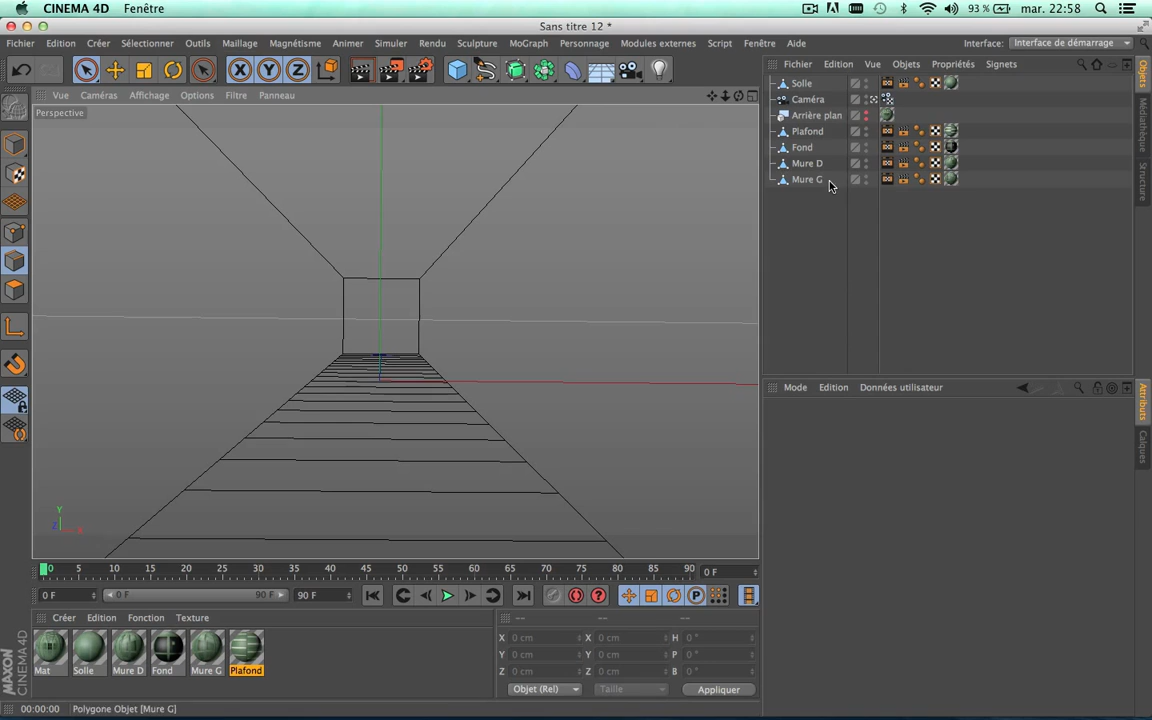 CINEMA 4D Fenêtre 93 % mar. 22:58
Sans titre 12 *
Fichier Edition Créer Sélectionner Outils Maillage Magnétisme Animer Simuler Rendu Sculpture MoGraph Personnage Modules externes Script Fenêtre Aide Interface: Interface de démarrage
X Y Z
Fichier Edition Vue Objets Propriétés Signets
Vue Caméras Affichage Options Filtre Panneau
Perspective
Solle
Caméra
Arrière plan
Plafond
Fond
Mure D
Mure G
Objets
Médiathèque
Structure
Mode Edition Données utilisateur
Attributs
Calques
Y
Z X
0 5 10 15 20 25 30 35 40 45 50 55 60 65 70 75 80 85 90 0 F
0 F 0 F 90 F 90 F
Créer Edition Fonction Texture
-- -- --
X 0 cm X 0 cm H 0 °
Y 0 cm Y 0 cm P 0 °
Z 0 cm Z 0 cm B 0 °
Mat Solle Mure D Fond Mure G Plafond
Objet (Rel) Taille Appliquer
MAXON CINEMA 4D
00:00:00 Polygone Objet [Mure G]